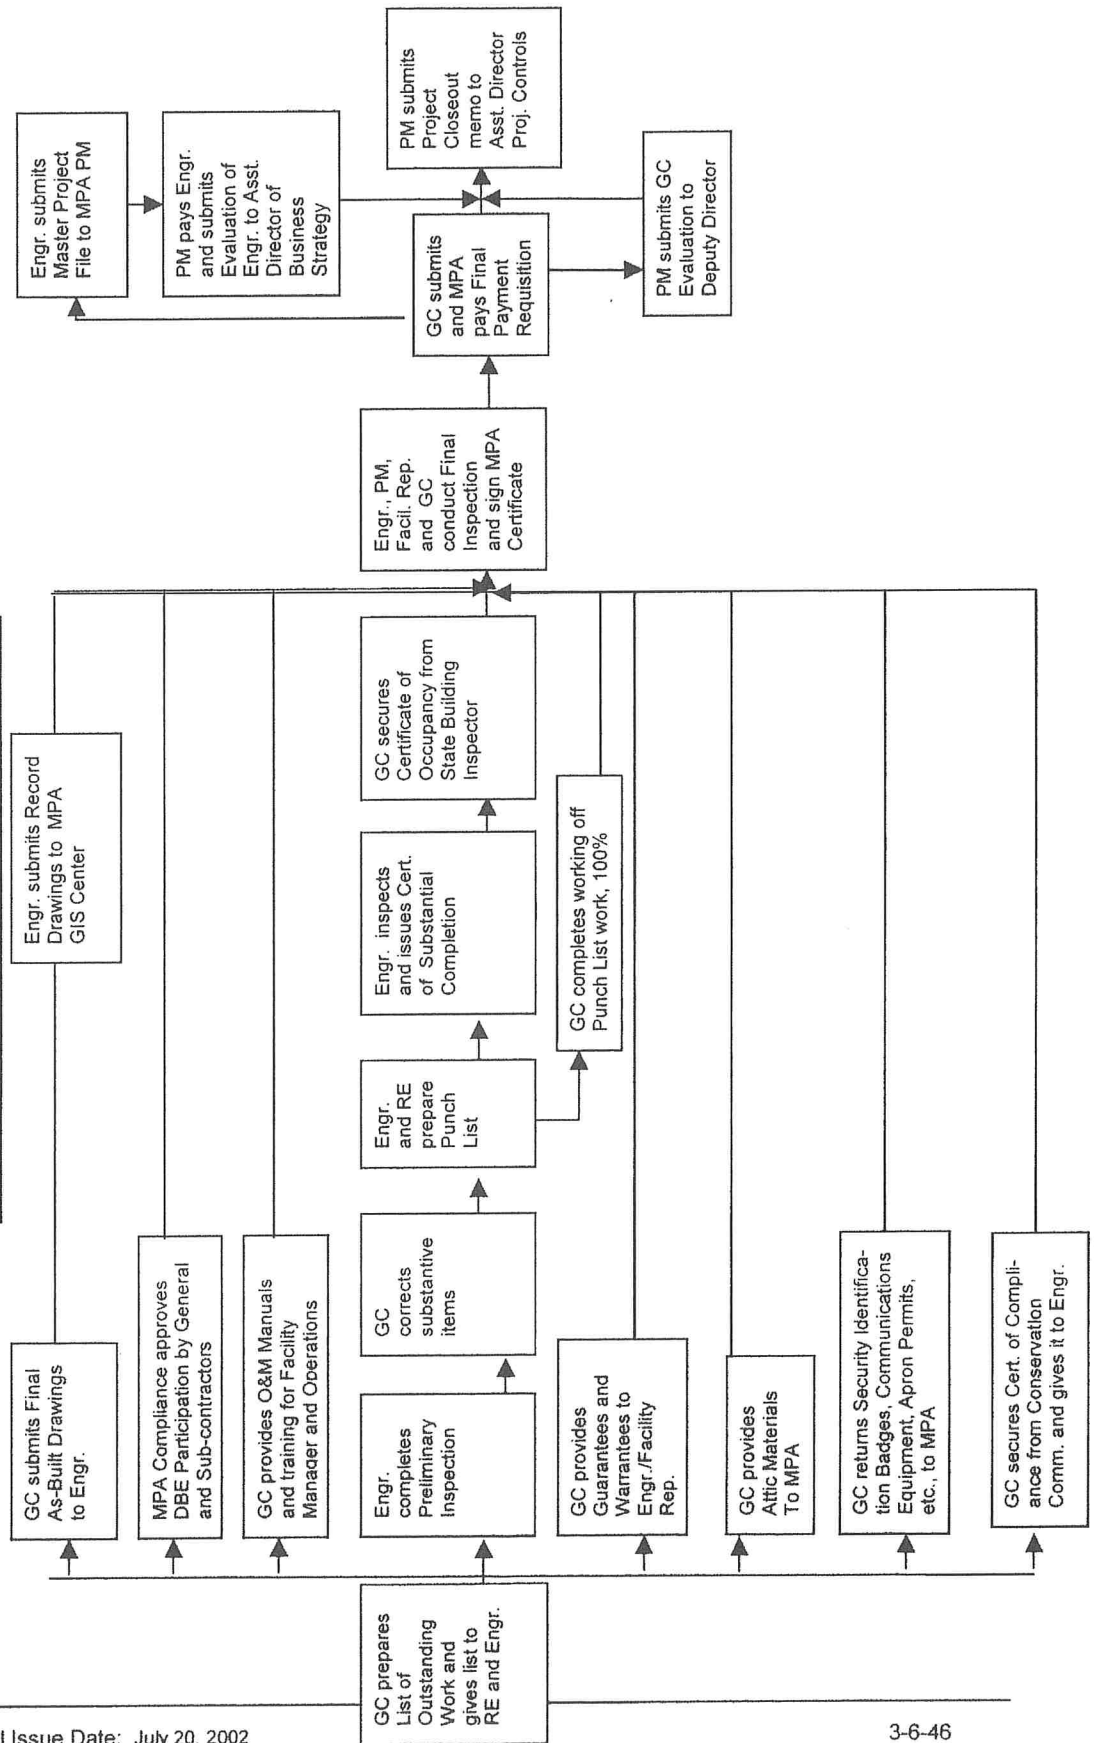 GC prepares
List of
Outstanding
Work and
gives list to
RE and Engr.
GC submits Final
As-Built Drawings
to Engr.
Engr. submits Record
Drawings to MPA
GIS Center
MPA Compliance approves
DBE Participation by General
and Sub-contractors
GC provides O&M Manuals
and training for Facility
Manager and Operations
Engr.
completes
Preliminary
Inspection
GC
corrects
substantive
items
Engr.
and RE
prepare
Punch
List
Engr. inspects
and issues Cert.
of Substantial
Completion
GC secures
Certificate of
Occupancy from
State Building
Inspector
GC completes working off
Punch List work, 100%
GC provides
Guarantees and
Warrantees to
Engr./Facility
Rep.
GC provides
Attic Materials
To MPA
GC returns Security Identifica-
tion Badges, Communications
Equipment, Apron Permits,
etc., to MPA
GC secures Cert. of Compli-
ance from Conservation
Comm. and gives it to Engr.
Engr., PM,
Facil. Rep.
and GC
conduct Final
Inspection
and sign MPA
Certificate
GC submits
and MPA
pays Final
Payment
Requisition
Engr. submits
Master Project
File to MPA PM
PM pays Engr.
and submits
Evaluation of
Engr. to Asst.
Director of
Business
Strategy
PM submits GC
Evaluation to
Deputy Director
PM submits
Project
Closeout
memo to
Asst. Director
Proj. Controls
Issue Date: July 20, 2002
3-6-46